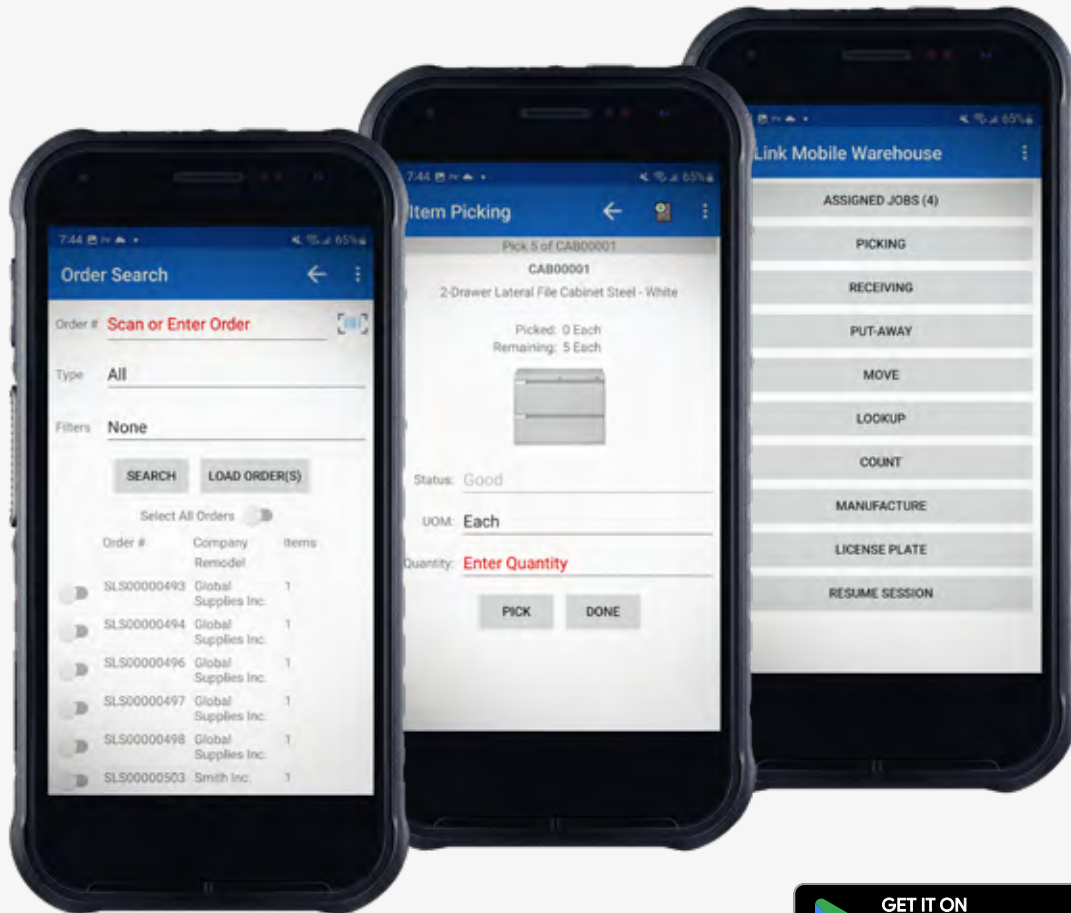 7:44
65%
Order Search
Order # Scan or Enter Order
Type All
Filters None
SEARCH LOAD ORDER(S)
Select All Orders
Order # Company Items
Remodel
SLS00000493 Global 1
Supplies Inc.
SLS00000494 Global 1
Supplies Inc.
SLS00000496 Global 1
Supplies Inc.
SLS00000497 Global 1
Supplies Inc.
SLS00000498 Global 1
Supplies Inc.
SLS00000503 Smith Inc. 1
7:44
65%
Item Picking
Pick 5 of CAB00001
CAB00001
2-Drawer Lateral File Cabinet Steel - White
Picked: 0 Each
Remaining: 5 Each
Status: Good
UOM: Each
Quantity: Enter Quantity
PICK DONE
65%
Link Mobile Warehouse
ASSIGNED JOBS (4)
PICKING
RECEIVING
PUT-AWAY
MOVE
LOOKUP
COUNT
MANUFACTURE
LICENSE PLATE
RESUME SESSION
GET IT ON